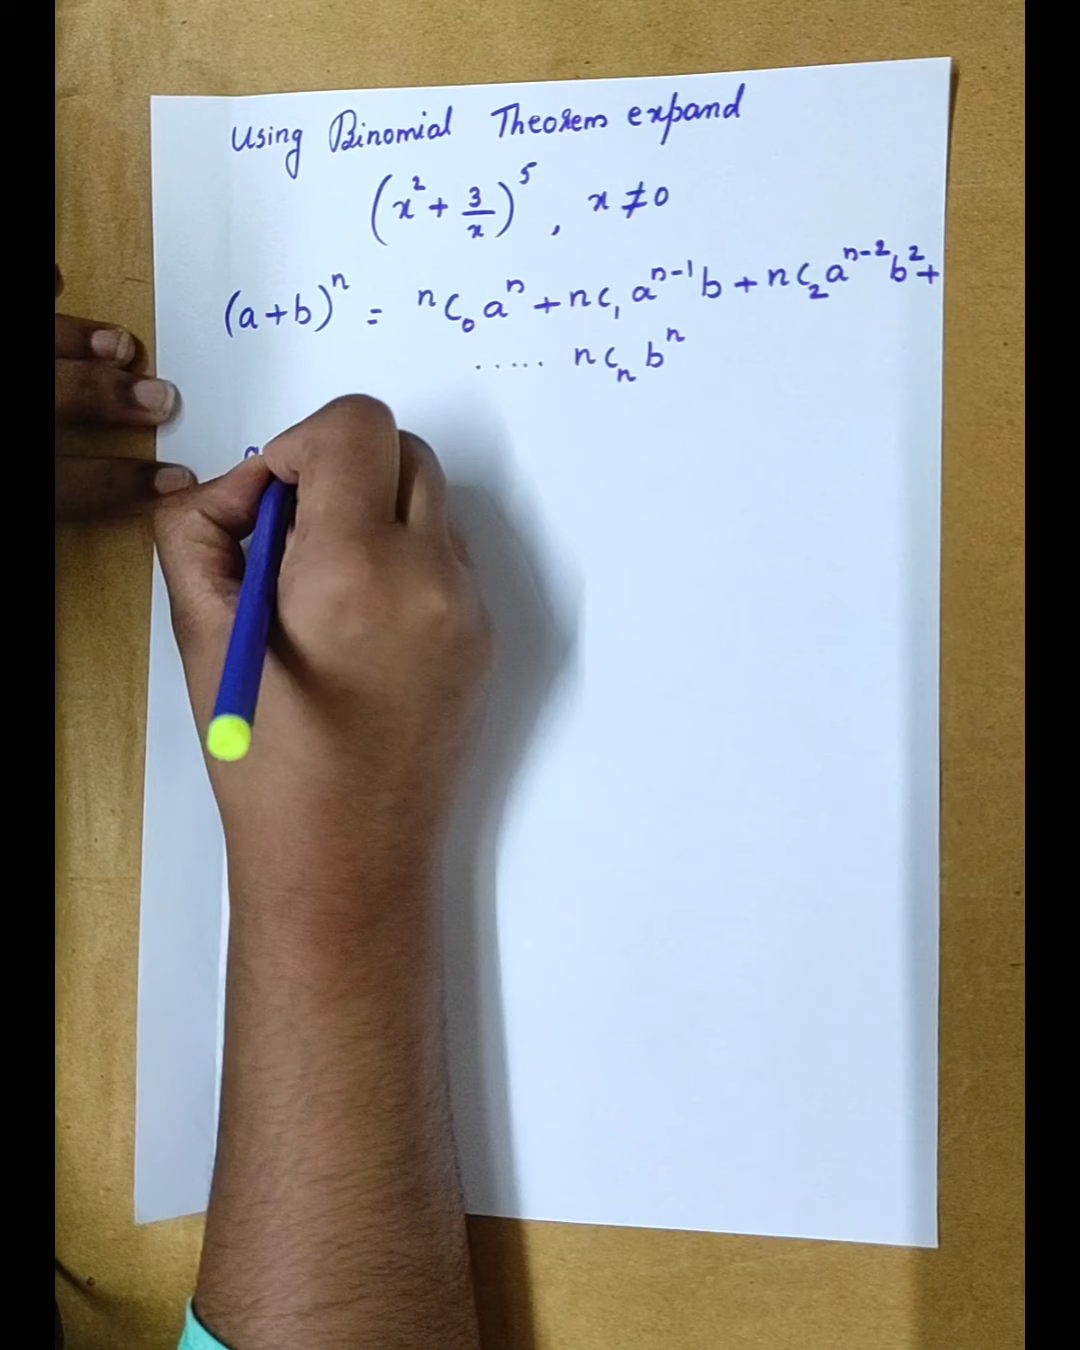 Using Binomial Theorem expand
(x² + 3/x)⁵, x ≠ 0
(a+b)ⁿ = ⁿC₀ aⁿ + nC₁ aⁿ⁻¹ b + nC₂ aⁿ⁻² b² +
..... nCₙ bⁿ
a